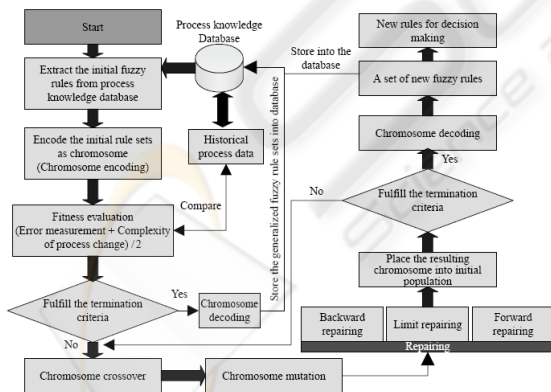 Start
Process knowledge
Database
Extract the initial fuzzy
rules from process
knowledge database
Encode the initial rule sets
as chromosome
(Chromosome encoding)
Historical
process data
Fitness evaluation
(Error measurement + Complexity
of process change) / 2
Compare
Fulfill the termination
criteria
Yes
Chromosome
decoding
No
Chromosome crossover
Chromosome mutation
Store the generalized fuzzy rule sets into database
Store into the
database
New rules for decision
making
A set of new fuzzy rules
Chromosome decoding
Yes
No
Fulfill the termination
criteria
Place the resulting
chromosome into initial
population
Backward
repairing
Limit repairing
Forward
repairing
Repairing